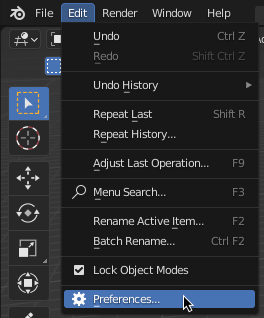 File Edit Render Window Help
Undo Ctrl Z
Redo Shift Ctrl Z
Undo History
Repeat Last Shift R
Repeat History...
Adjust Last Operation... F9
Menu Search... F3
Rename Active Item... F2
Batch Rename... Ctrl F2
Lock Object Modes
Preferences...